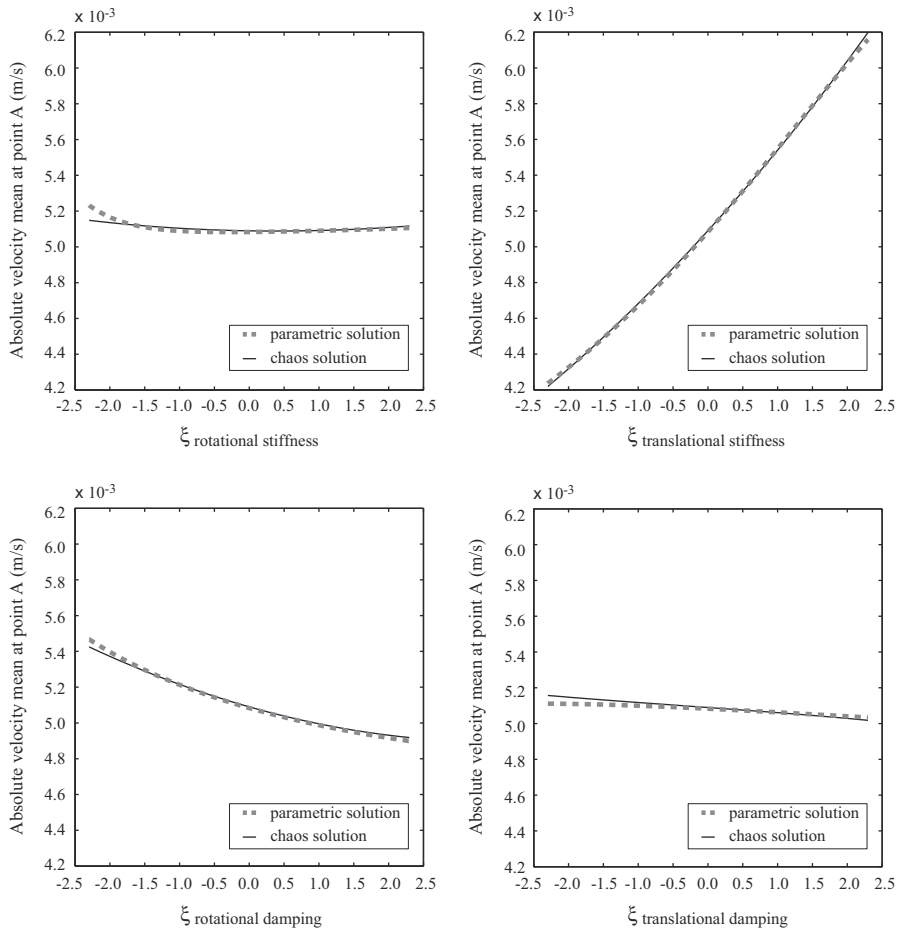 x 10-3
6.2
6.0
5.8
5.6
5.4
5.2
5.0
4.8
4.6
4.4
4.2
Absolute velocity mean at point A (m/s)
parametric solution
chaos solution
-2.5 -2.0 -1.5 -1.0 -0.5 0.0 0.5 1.0 1.5 2.0 2.5
ξ rotational stiffness
x 10-3
6.2
6.0
5.8
5.6
5.4
5.2
5.0
4.8
4.6
4.4
4.2
Absolute velocity mean at point A (m/s)
parametric solution
chaos solution
-2.5 -2.0 -1.5 -1.0 -0.5 0.0 0.5 1.0 1.5 2.0 2.5
ξ translational stiffness
x 10-3
6.2
6.0
5.8
5.6
5.4
5.2
5.0
4.8
4.6
4.4
4.2
Absolute velocity mean at point A (m/s)
parametric solution
chaos solution
-2.5 -2.0 -1.5 -1.0 -0.5 0.0 0.5 1.0 1.5 2.0 2.5
ξ rotational damping
x 10-3
6.2
6.0
5.8
5.6
5.4
5.2
5.0
4.8
4.6
4.4
4.2
Absolute velocity mean at point A (m/s)
parametric solution
chaos solution
-2.5 -2.0 -1.5 -1.0 -0.5 0.0 0.5 1.0 1.5 2.0 2.5
ξ translational damping